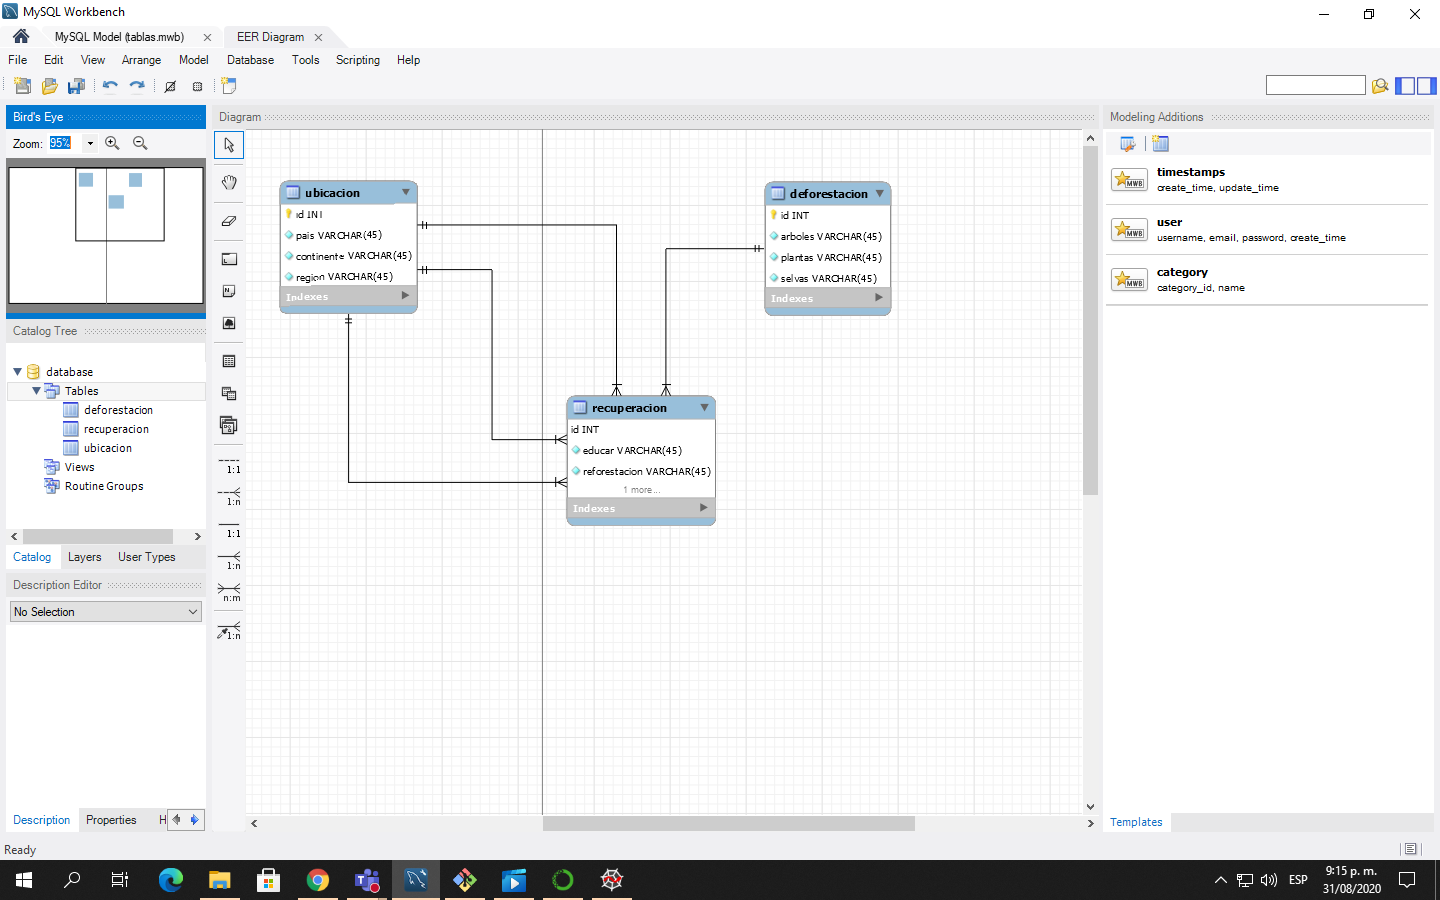 MySQL Workbench
MySQL Model (tablas.mwb)
EER Diagram
File Edit View Arrange Model Database Tools Scripting Help
Bird's Eye
Zoom: 95%
Diagram
ubicacion
id INT
pais VARCHAR(45)
continente VARCHAR(45)
region VARCHAR(45)
Indexes
deforestacion
id INT
arboles VARCHAR(45)
plantas VARCHAR(45)
selvas VARCHAR(45)
Indexes
recuperacion
id INT
educar VARCHAR(45)
reforestacion VARCHAR(45)
1 more...
Indexes
1:1
1:n
1:1
1:n
n:m
1:n
Modeling Additions
timestamps
create_time, update_time
user
username, email, password, create_time
category
category_id, name
Templates
Catalog Tree
database
Tables
deforestacion
recuperacion
ubicacion
Views
Routine Groups
Catalog Layers User Types
Description Editor
No Selection
Description Properties H
Ready
ESP
9:15 p. m.
31/08/2020